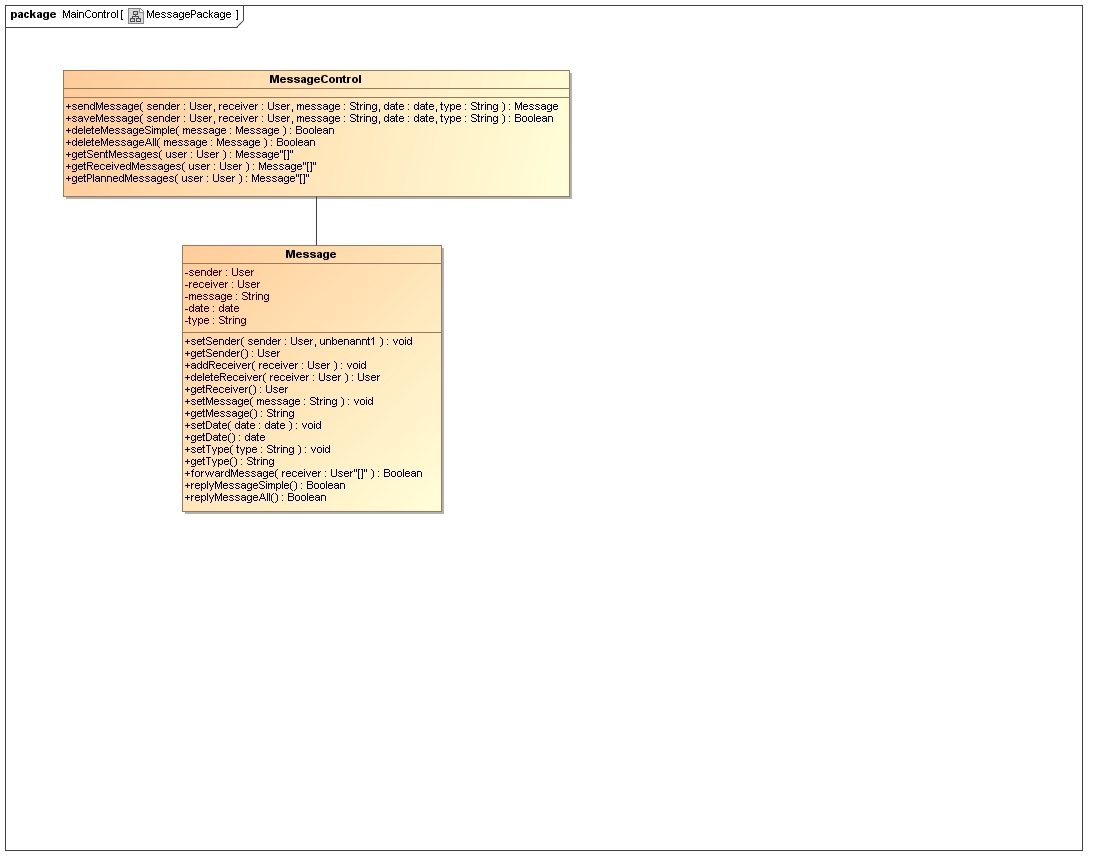 package MainControl[ MessagePackage ]
MessageControl
+sendMessage( sender : User, receiver : User, message : String, date : date, type : String ) : Message
+saveMessage( sender : User, receiver : User, message : String, date : date, type : String ) : Boolean
+deleteMessageSimple( message : Message ) : Boolean
+deleteMessageAll( message : Message ) : Boolean
+getSentMessages( user : User ) : Message"[]"
+getReceivedMessages( user : User ) : Message"[]"
+getPlannedMessages( user : User ) : Message"[]"
Message
-sender : User
-receiver : User
-message : String
-date : date
-type : String
+setSender( sender : User, unbenannt1 ) : void
+getSender() : User
+addReceiver( receiver : User ) : void
+deleteReceiver( receiver : User ) : User
+getReceiver() : User
+setMessage( message : String ) : void
+getMessage() : String
+setDate( date : date ) : void
+getDate() : date
+setType( type : String ) : void
+getType() : String
+forwardMessage( receiver : User"[]" ) : Boolean
+replyMessageSimple() : Boolean
+replyMessageAll() : Boolean